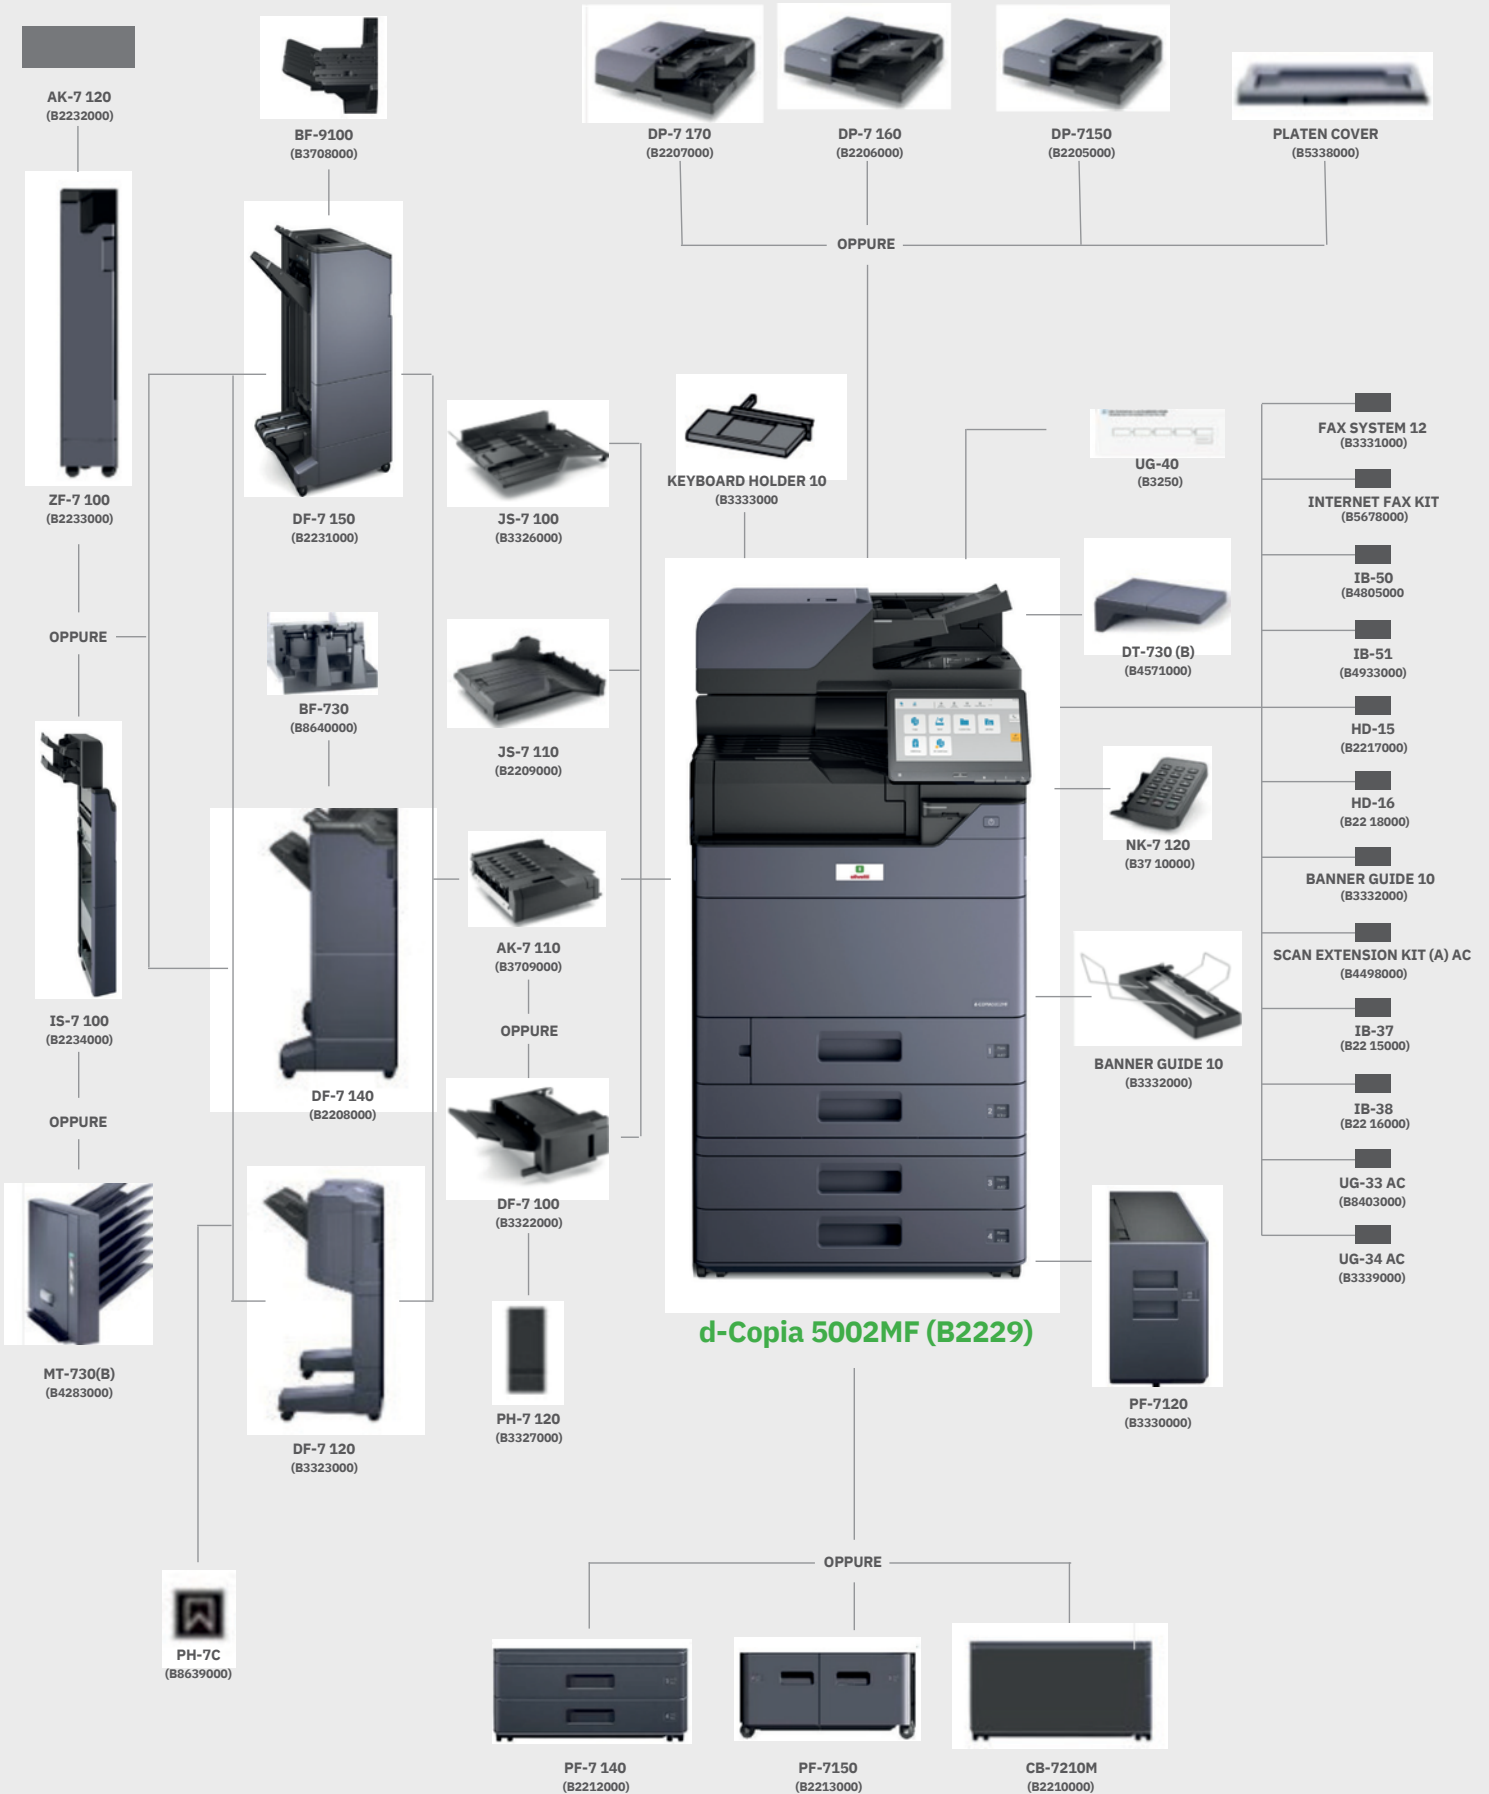 AK-7 120
(B2232000)
BF-9100
(B3708000)
DP-7 170
(B2207000)
DP-7 160
(B2206000)
DP-7150
(B2205000)
PLATEN COVER
(B5338000)
OPPURE
ZF-7 100
(B2233000)
DF-7 150
(B2231000)
JS-7 100
(B3326000)
KEYBOARD HOLDER 10
(B3333000
UG-40
(B3250)
FAX SYSTEM 12
(B3331000)
INTERNET FAX KIT
(B5678000)
IB-50
(B4805000
IB-51
(B4933000)
HD-15
(B2217000)
HD-16
(B22 18000)
BANNER GUIDE 10
(B3332000)
SCAN EXTENSION KIT (A) AC
(B4498000)
IB-37
(B22 15000)
IB-38
(B22 16000)
UG-33 AC
(B8403000)
UG-34 AC
(B3339000)
OPPURE
BF-730
(B8640000)
JS-7 110
(B2209000)
DT-730 (B)
(B4571000)
NK-7 120
(B37 10000)
AK-7 110
(B3709000)
OPPURE
IS-7 100
(B2234000)
DF-7 140
(B2208000)
BANNER GUIDE 10
(B3332000)
OPPURE
DF-7 100
(B3322000)
olivetti
1
2
3
4
d-Copia 5002MF (B2229)
MT-730(B)
(B4283000)
DF-7 120
(B3323000)
PH-7 120
(B3327000)
PF-7120
(B3330000)
OPPURE
PH-7C
(B8639000)
PF-7 140
(B2212000)
PF-7150
(B2213000)
CB-7210M
(B2210000)